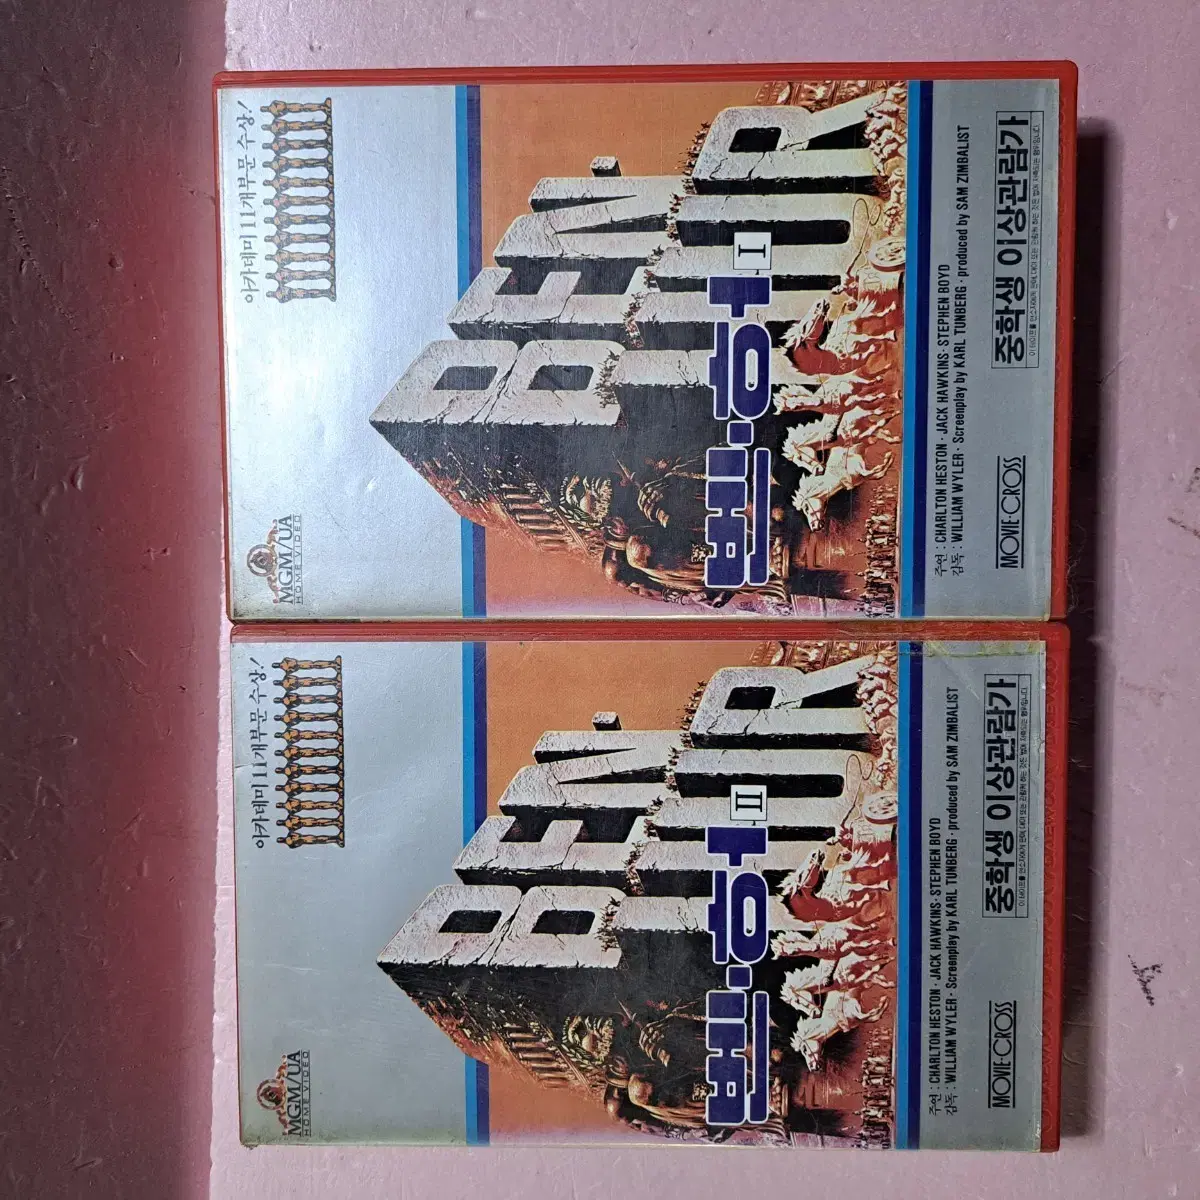 MGM/UA
HOME VIDEO
아카데미 11개부문 수상!
BEN-HUR
벤·허 I
주연 : CHARLTON HESTON · JACK HAWKINS · STEPHEN BOYD
감독 : WILLIAM WYLER · Screenplay by KARL TUNBERG · produced by SAM ZIMBALIST
MOVIE-CROSS
중학생 이상관람가
MGM/UA
HOME VIDEO
아카데미 11개부문 수상!
BEN-HUR
벤·허 II
주연 : CHARLTON HESTON · JACK HAWKINS · STEPHEN BOYD
감독 : WILLIAM WYLER · Screenplay by KARL TUNBERG · produced by SAM ZIMBALIST
MOVIE-CROSS
중학생 이상관람가